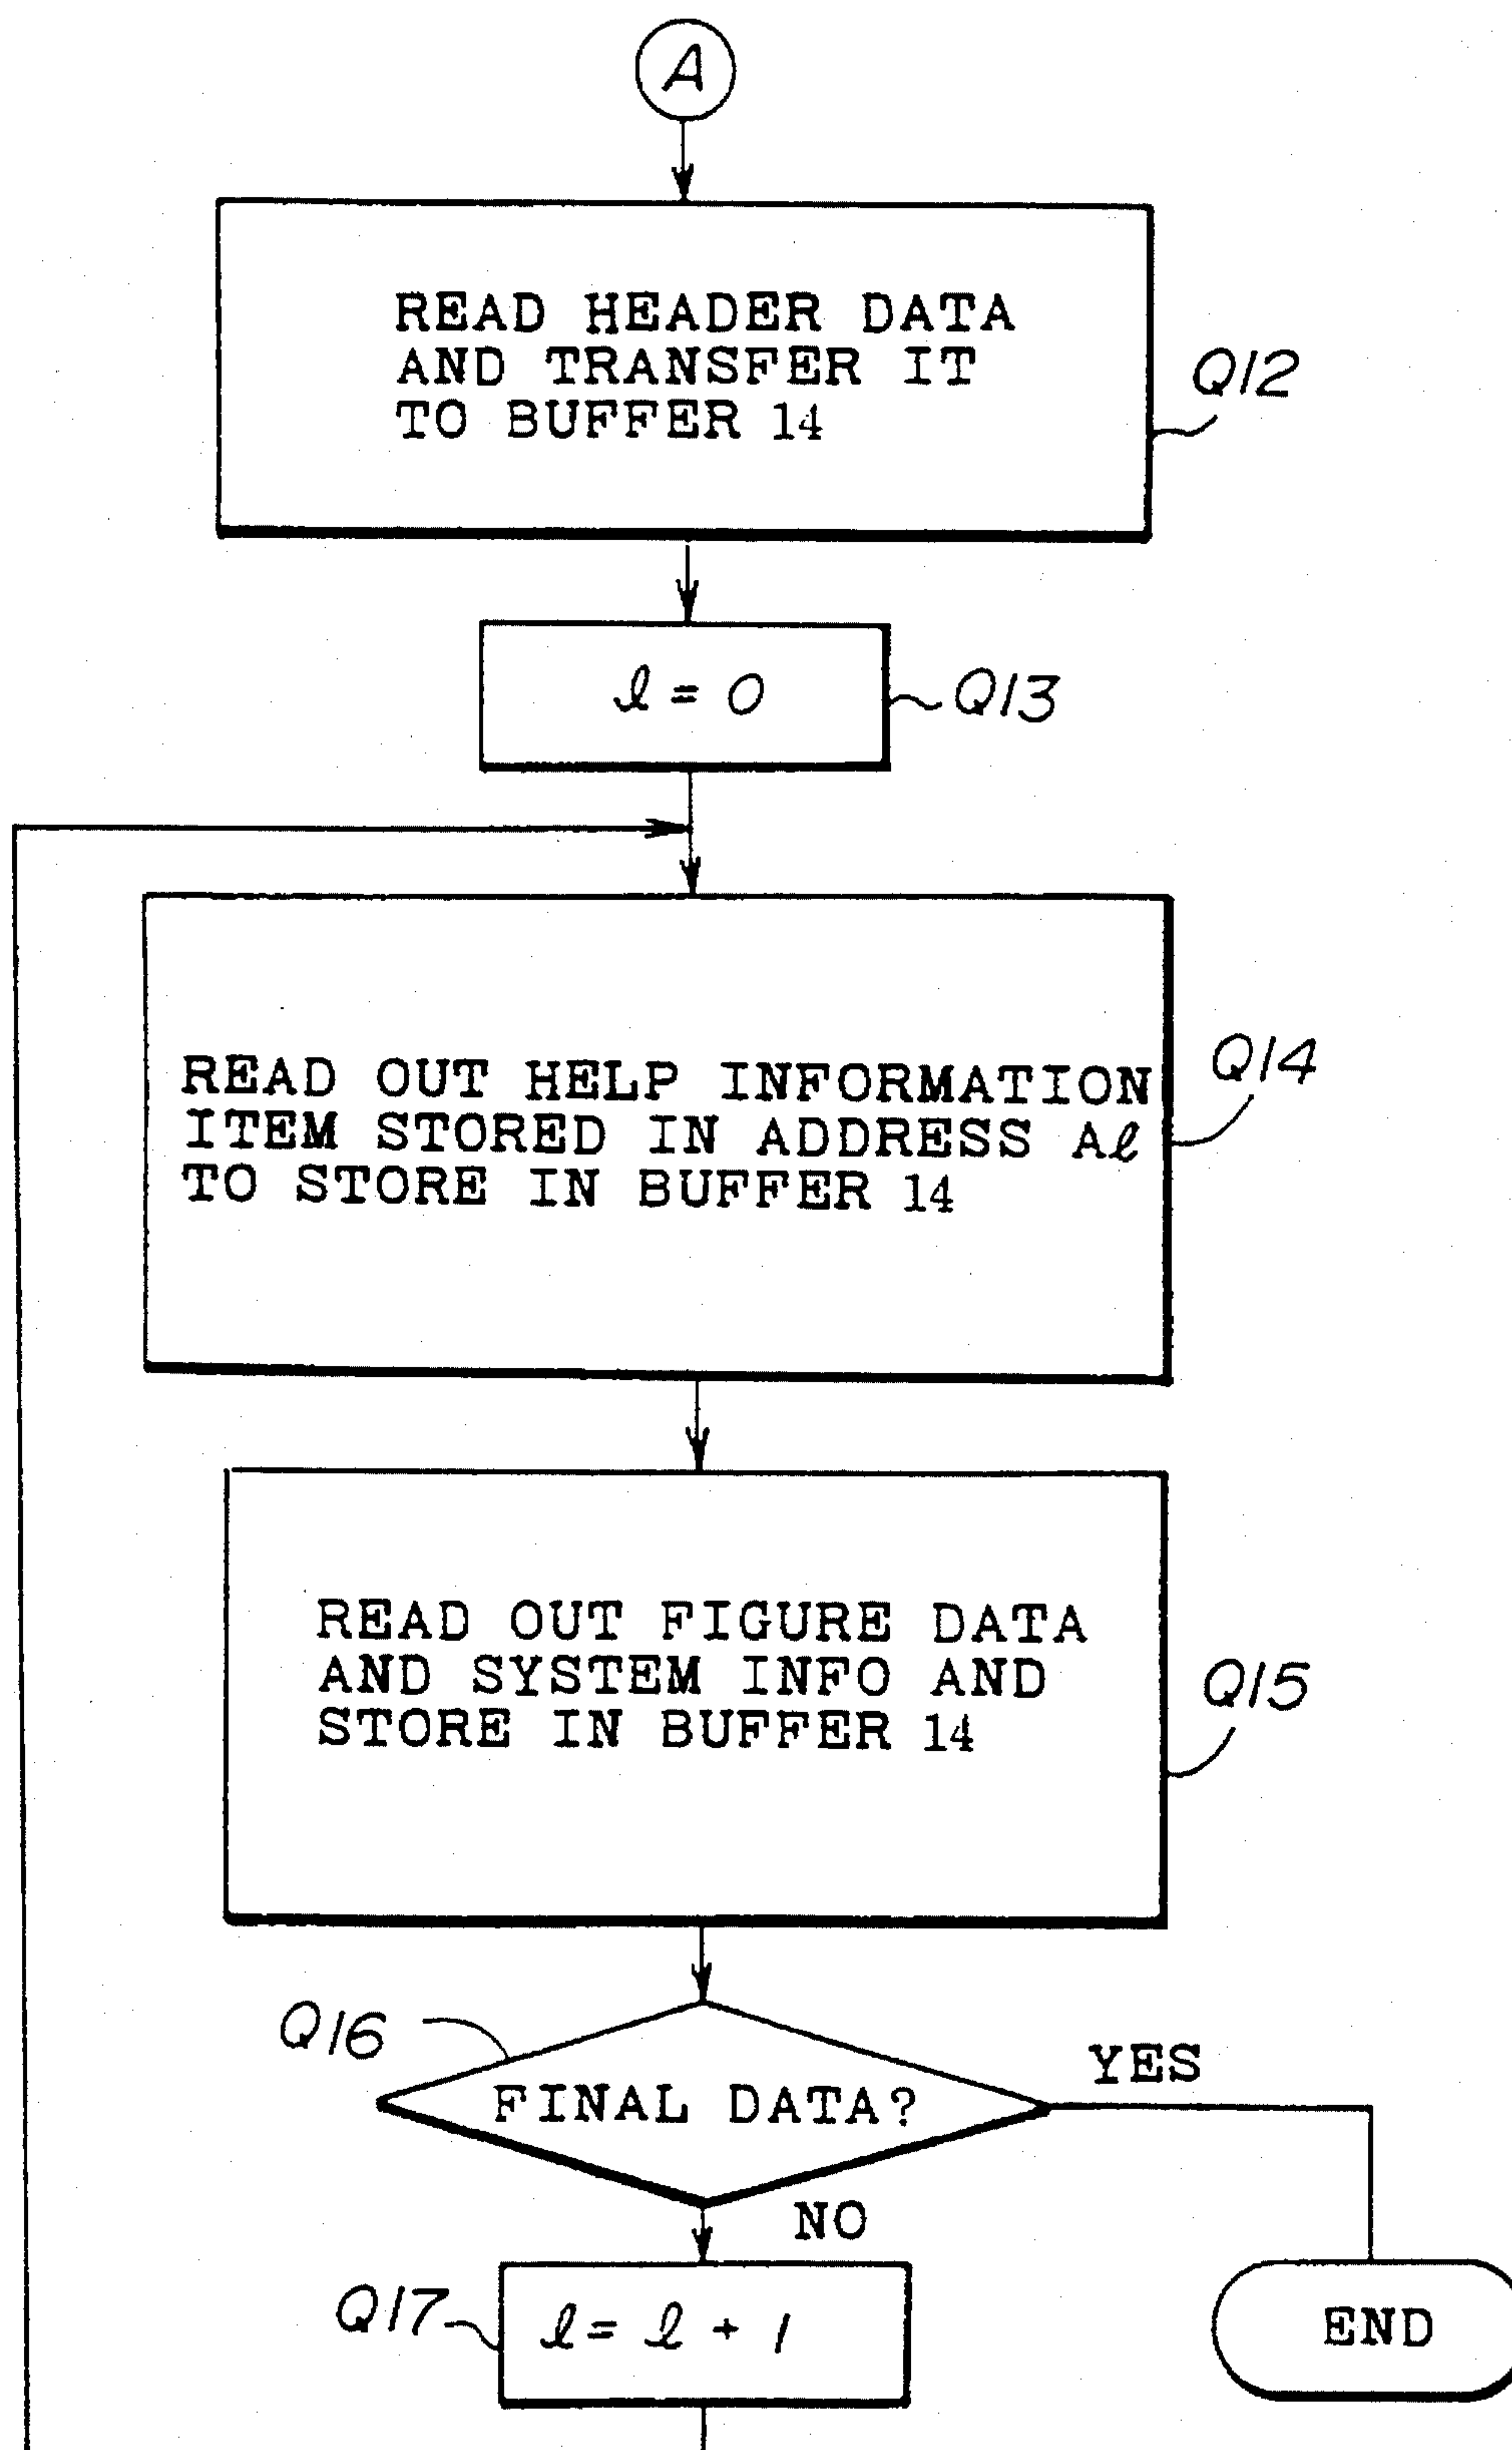 A
READ HEADER DATA
AND TRANSFER IT
TO BUFFER 14
Q12
ℓ = 0
Q13
READ OUT HELP INFORMATION
ITEM STORED IN ADDRESS Aℓ
TO STORE IN BUFFER 14
Q14
READ OUT FIGURE DATA
AND SYSTEM INFO AND
STORE IN BUFFER 14
Q15
Q16
FINAL DATA?
YES
NO
Q17
ℓ = ℓ + 1
END